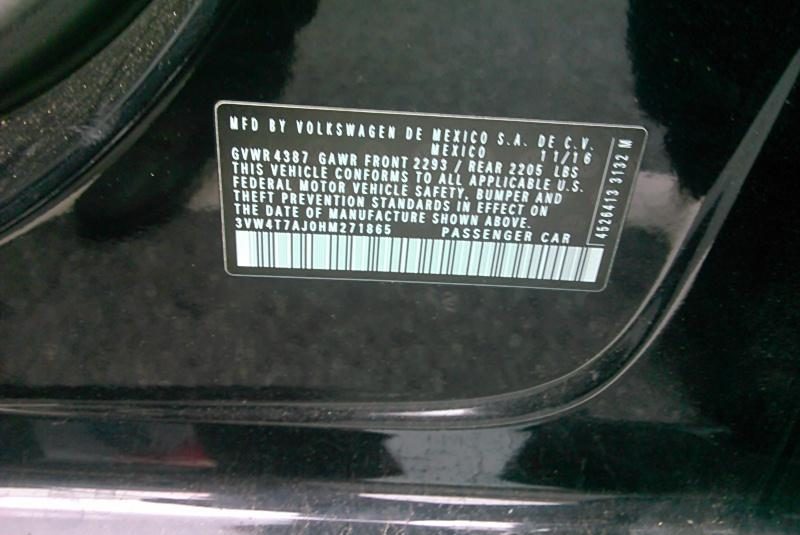 MFD BY VOLKSWAGEN DE MEXICO S.A. DE C.V.
MEXICO 11/16
GVWR 4387 GAWR FRONT 2293 / REAR 2205 LBS
THIS VEHICLE CONFORMS TO ALL APPLICABLE U.S.
FEDERAL MOTOR VEHICLE SAFETY, BUMPER AND
THEFT PREVENTION STANDARDS IN EFFECT ON
THE DATE OF MANUFACTURE SHOWN ABOVE.
3VW4T7AJ0HM271865 PASSENGER CAR
4526413 3132 M